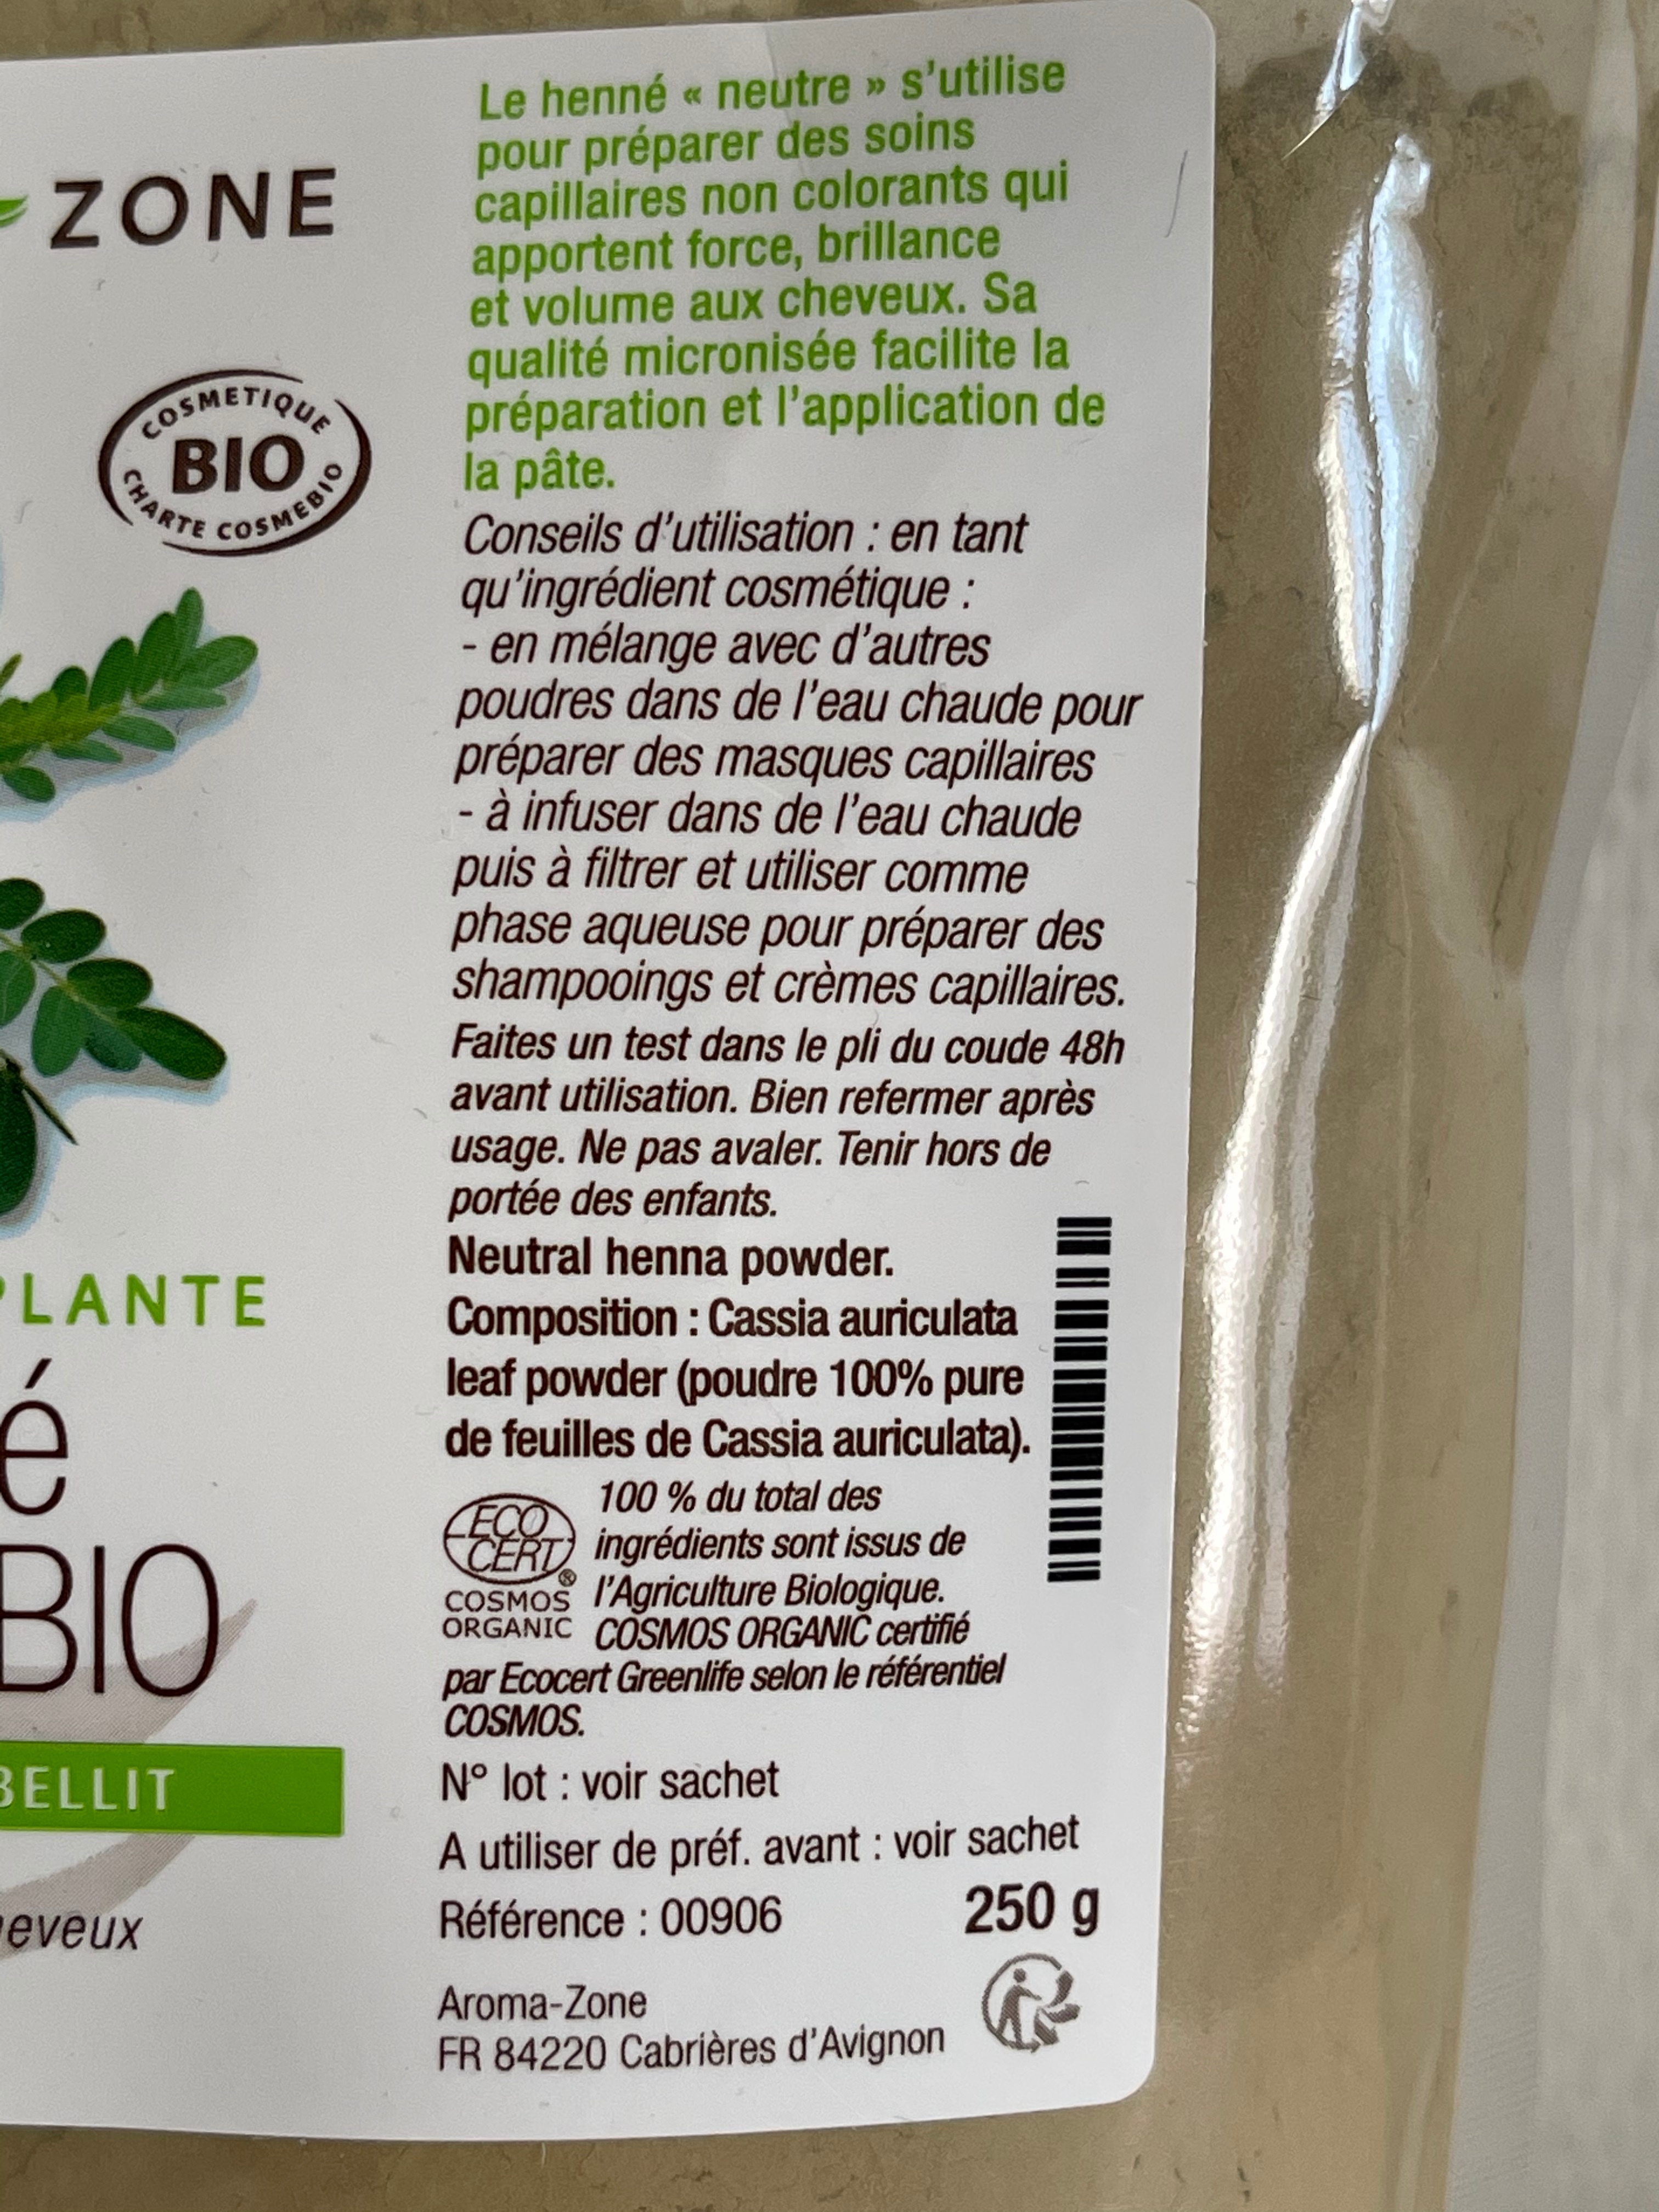 ZONE
COSMETIQUE
BIO
CHARTE COSMEBIO
PLANTE
é
BIO
BELLIT
heveux
Le henné « neutre » s'utilise
pour préparer des soins
capillaires non colorants qui
apportent force, brillance
et volume aux cheveux. Sa
qualité micronisée facilite la
préparation et l'application de
la pâte.
Conseils d'utilisation : en tant
qu'ingrédient cosmétique :
- en mélange avec d'autres
poudres dans de l'eau chaude pour
préparer des masques capillaires
- à infuser dans de l'eau chaude
puis à filtrer et utiliser comme
phase aqueuse pour préparer des
shampooings et crèmes capillaires.
Faites un test dans le pli du coude 48h
avant utilisation. Bien refermer après
usage. Ne pas avaler. Tenir hors de
portée des enfants.
Neutral henna powder.
Composition : Cassia auriculata
leaf powder (poudre 100% pure
de feuilles de Cassia auriculata).
ECO
CERT®
COSMOS
ORGANIC
100 % du total des
ingrédients sont issus de
l'Agriculture Biologique.
COSMOS ORGANIC certifié
par Ecocert Greenlife selon le référentiel
COSMOS.
N° lot : voir sachet
A utiliser de préf. avant : voir sachet
Référence : 00906 250 g
Aroma-Zone
FR 84220 Cabrières d'Avignon